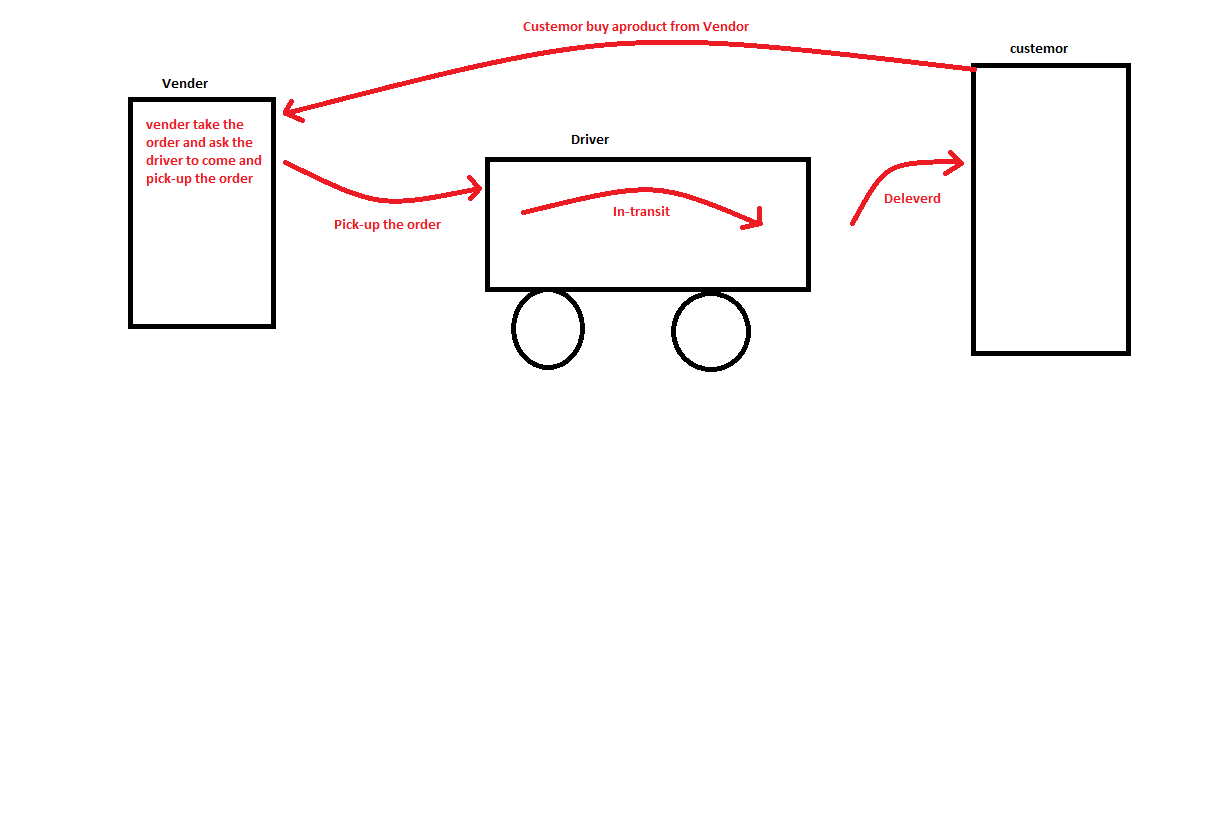 Custemor buy aproduct from Vendor
custemor
Vender
vender take the
order and ask the
driver to come and
pick-up the order
Driver
Pick-up the order
In-transit
Deleverd